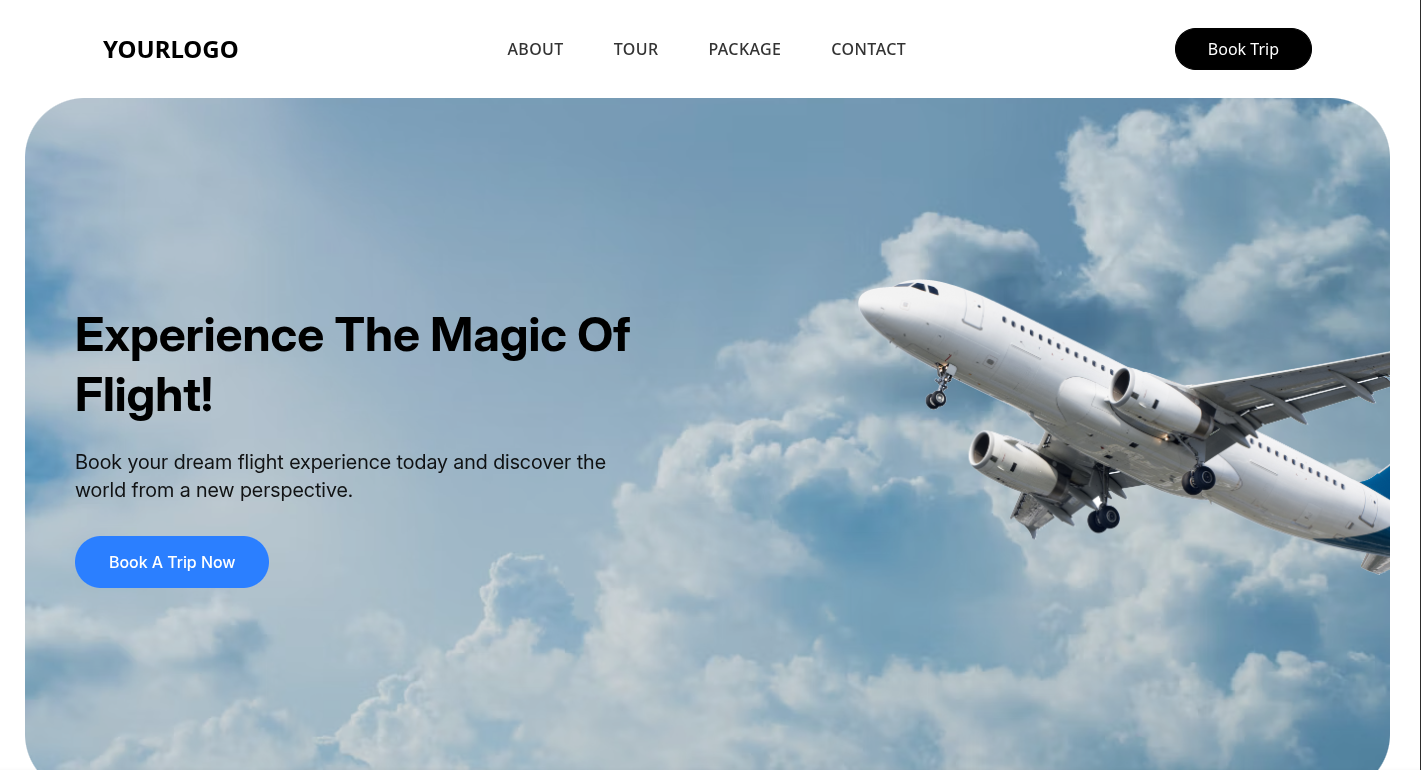 YOURLOGO
ABOUT TOUR PACKAGE CONTACT
Book Trip
Experience The Magic Of
Flight!
Book your dream flight experience today and discover the
world from a new perspective.
Book A Trip Now